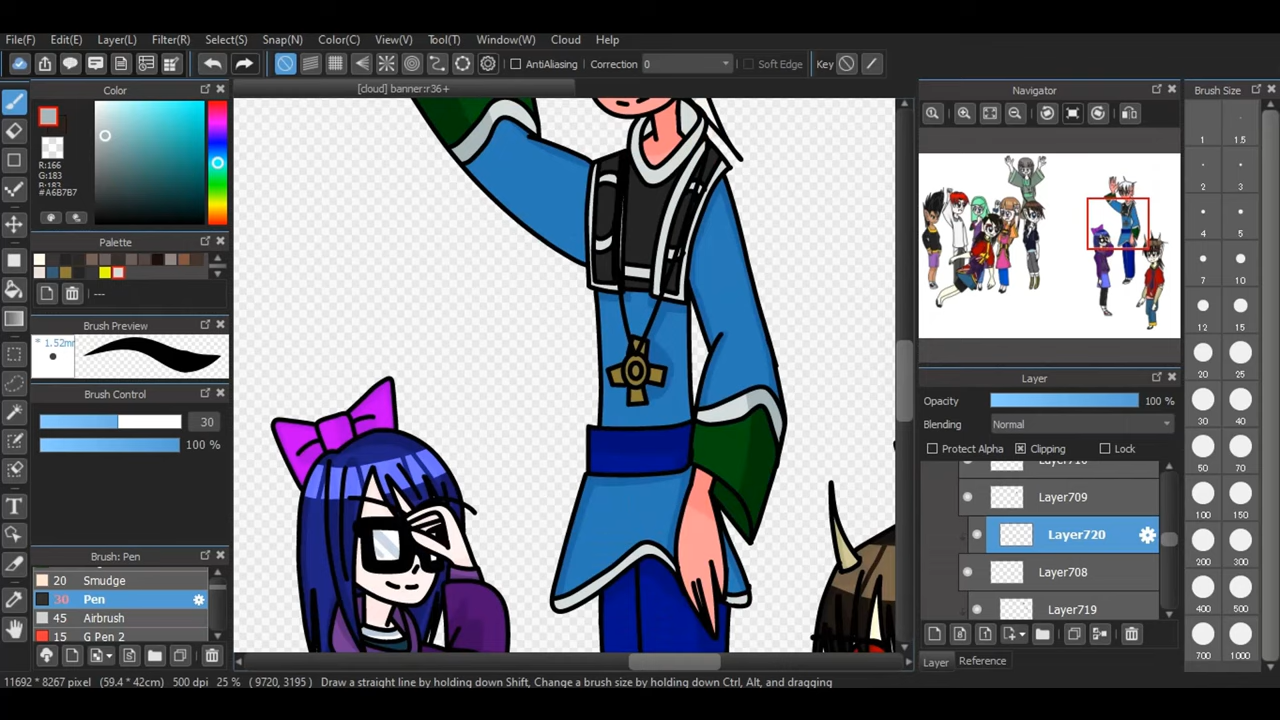 File(F) Edit(E) Layer(L) Filter(R) Select(S) Snap(N) Color(C) View(V) Tool(T) Window(W) Cloud Help
AntiAliasing Correction 0 Soft Edge Key
Color
[cloud] banner:r36+
Navigator
Brush Size
R:166
G:183
B:183
#A6B7B7
Palette
---
Brush Preview
* 1.52mm
Brush Control
30
100 %
Brush: Pen
20 Smudge
30 Pen
45 Airbrush
15 G Pen 2
Layer
Opacity 100 %
Blending Normal
Protect Alpha Clipping Lock
Layer709
Layer720
Layer708
Layer719
Layer Reference
1 1.5
2 3
4 5
7 10
12 15
20 25
30 40
50 70
100 150
200 300
400 500
700 1000
11692 * 8267 pixel (59.4 * 42cm) 500 dpi 25 % (9720, 3195) Draw a straight line by holding down Shift, Change a brush size by holding down Ctrl, Alt, and dragging